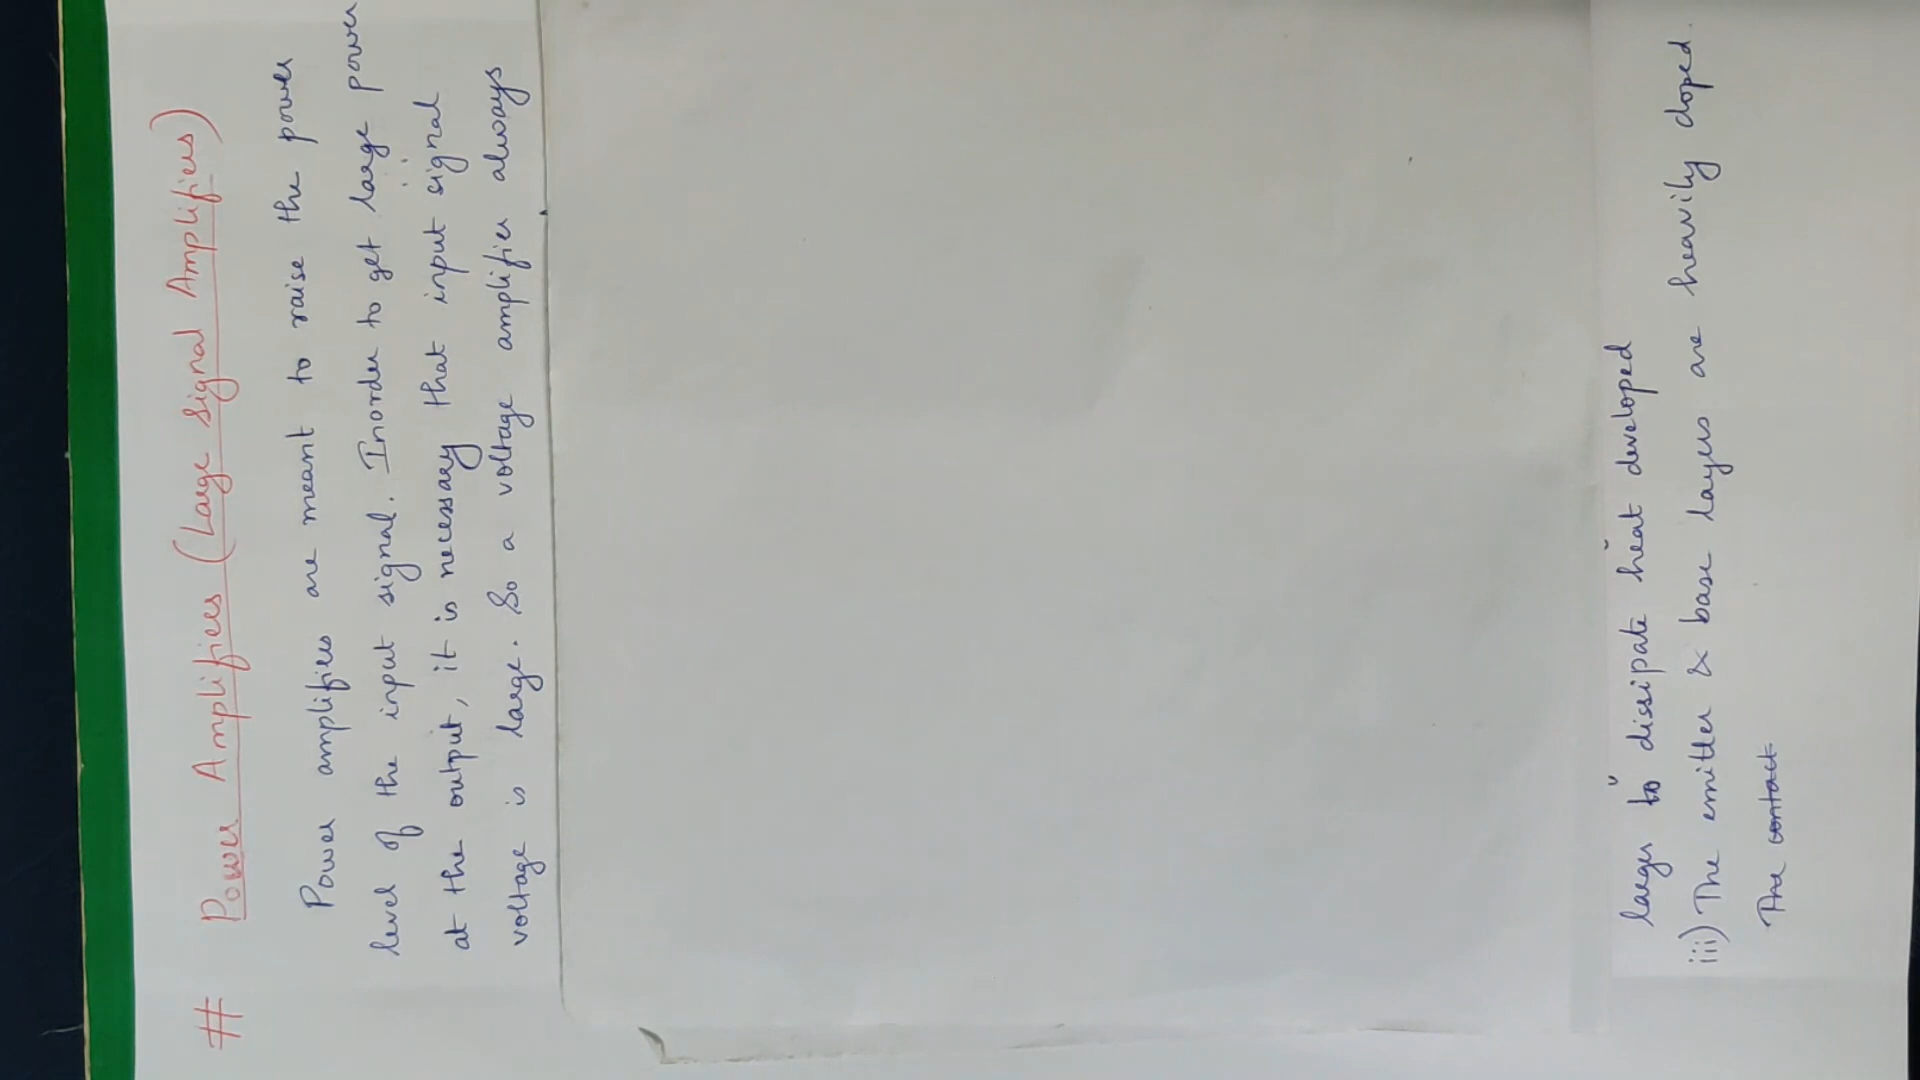 # Power Amplifiers (Large Signal Amplifiers)
Power amplifiers are meant to raise the power
level of the input signal. Inorder to get large power
at the output, it is necessary that input signal
voltage is large. So a voltage amplifier always
larger to dissipate heat developed
iii) The emitter & base layers are heavily doped.
The contact